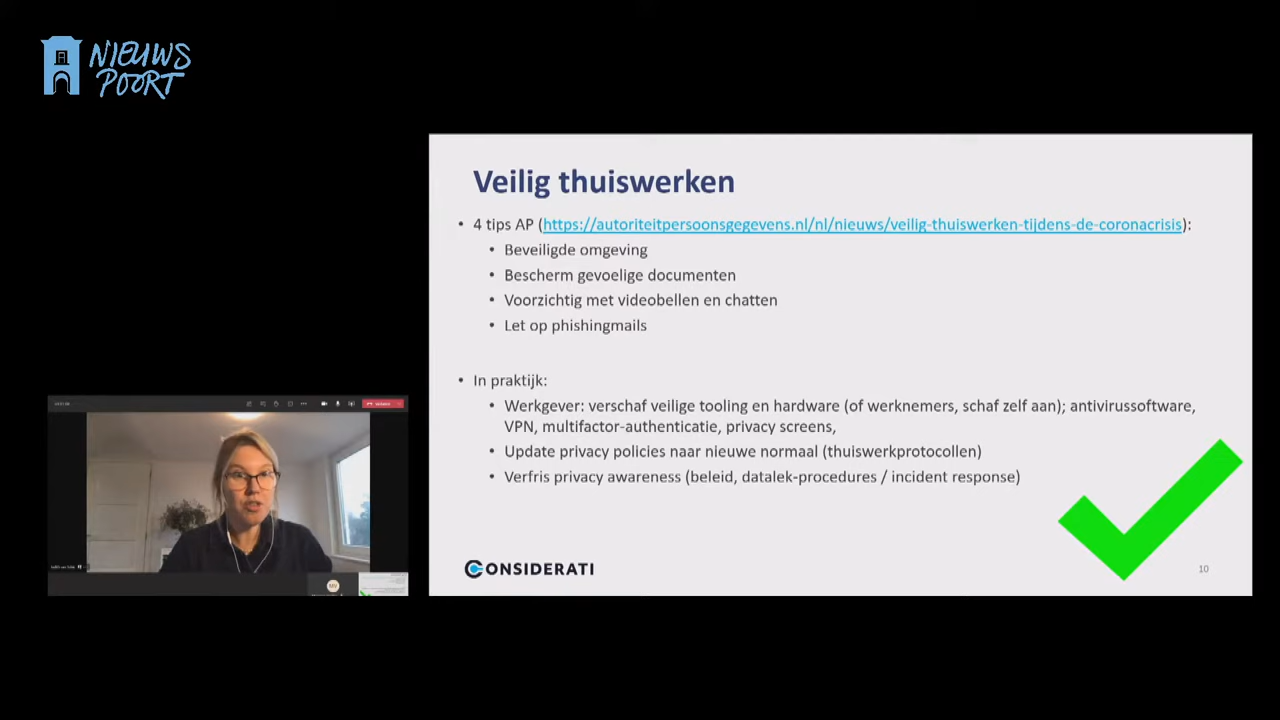 NIEUWS
POORT
Veilig thuiswerken
• 4 tips AP (https://autoriteitpersoonsgegevens.nl/nl/nieuws/veilig-thuiswerken-tijdens-de-coronacrisis):
• Beveiligde omgeving
• Bescherm gevoelige documenten
• Voorzichtig met videobellen en chatten
• Let op phishingmails
• In praktijk:
• Werkgever: verschaf veilige tooling en hardware (of werknemers, schaf zelf aan); antivirussoftware,
VPN, multifactor-authenticatie, privacy screens,
• Update privacy policies naar nieuwe normaal (thuiswerkprotocollen)
• Verfris privacy awareness (beleid, datalek-procedures / incident response)
CONSIDERATI
10
MV